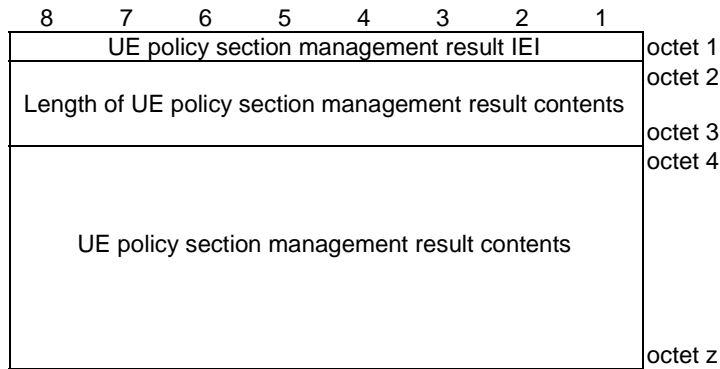 8 7 6 5 4 3 2 1
UE policy section management result IEI octet 1
octet 2
Length of UE policy section management result contents
octet 3
octet 4
UE policy section management result contents
octet z